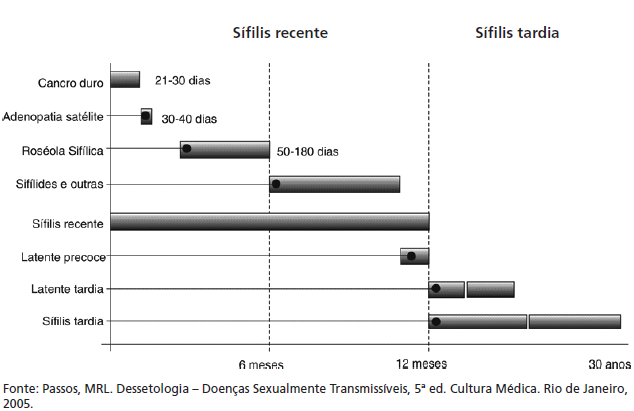 Sífilis recente Sífilis tardia
Cancro duro 21-30 dias
Adenopatia satélite 30-40 dias
Roséola Sifílica 50-180 dias
Sifílides e outras
Sífilis recente
Latente precoce
Latente tardia
Sífilis tardia
6 meses 12 meses 30 anos
Fonte: Passos, MRL. Dessetologia – Doenças Sexualmente Transmissíveis, 5ª ed. Cultura Médica. Rio de Janeiro,
2005.